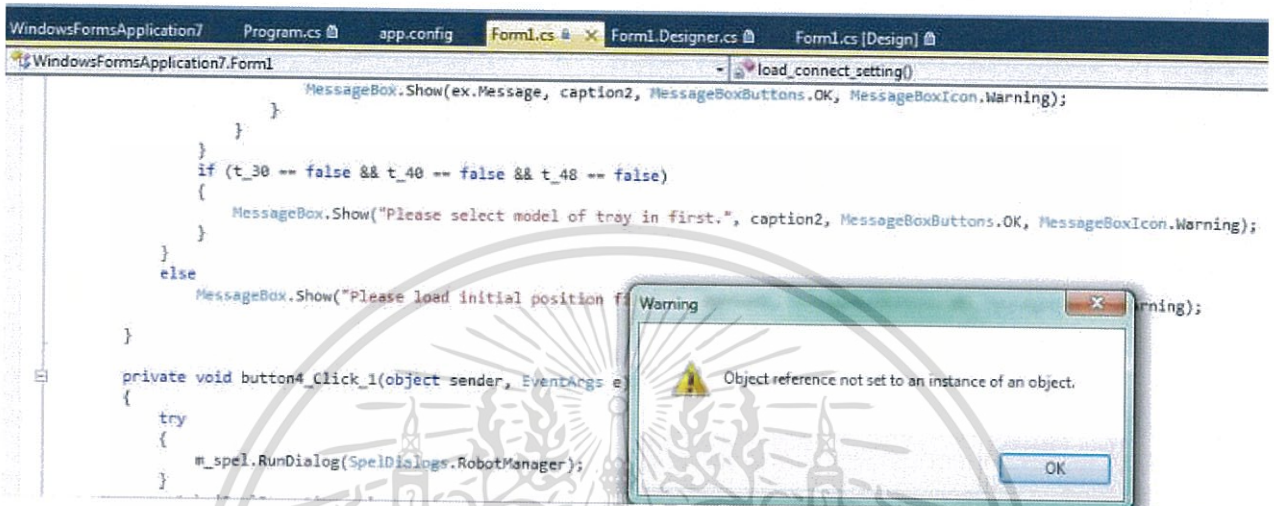 WindowsFormsApplication7 Program.cs app.config Form1.cs Form1.Designer.cs Form1.cs [Design]
WindowsFormsApplication7.Form1 load_connect_setting()
MessageBox.Show(ex.Message, caption2, MessageBoxButtons.OK, MessageBoxIcon.Warning);
}
}
}
if (t_30 == false && t_40 == false && t_48 == false)
{
MessageBox.Show("Please select model of tray in first.", caption2, MessageBoxButtons.OK, MessageBoxIcon.Warning);
}
}
else
MessageBox.Show("Please load initial position f rning);
}
private void button4_Click_1(object sender, EventArgs e)
{
try
{
m_spel.RunDialog(SpelDialogs.RobotManager);
}
Warning
Object reference not set to an instance of an object.
OK